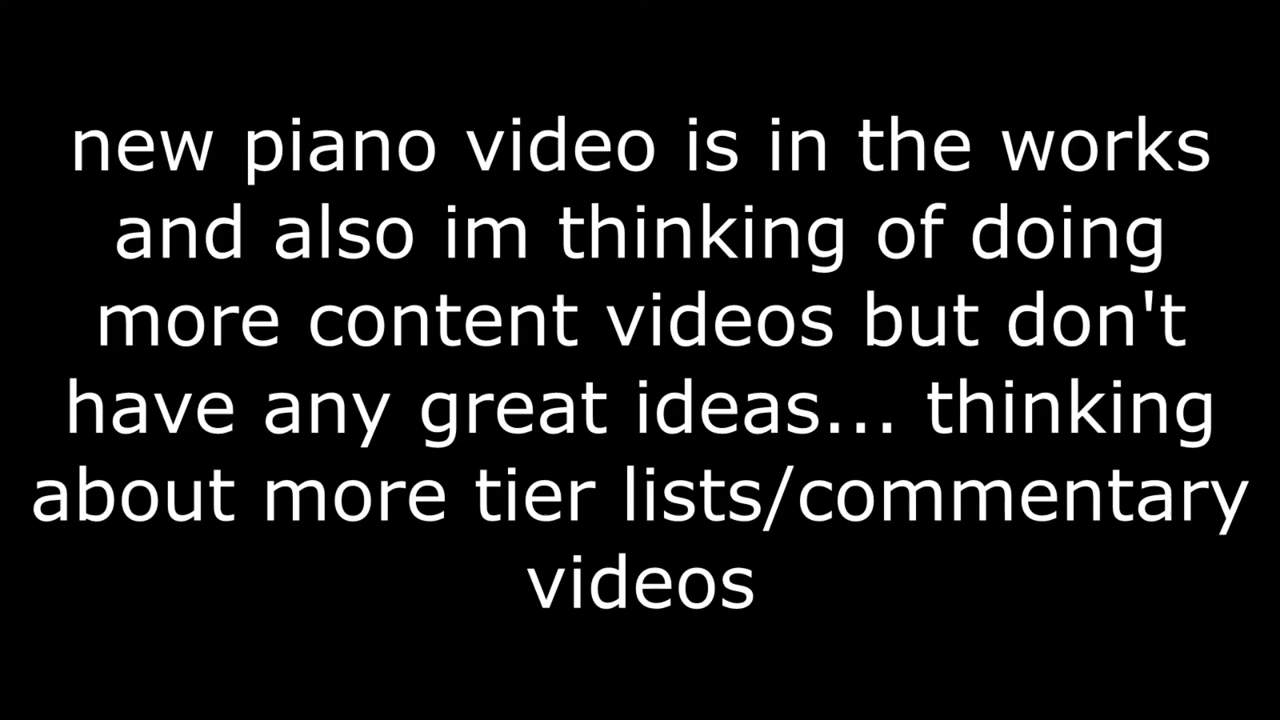 new piano video is in the works
and also im thinking of doing
more content videos but don't
have any great ideas... thinking
about more tier lists/commentary
videos